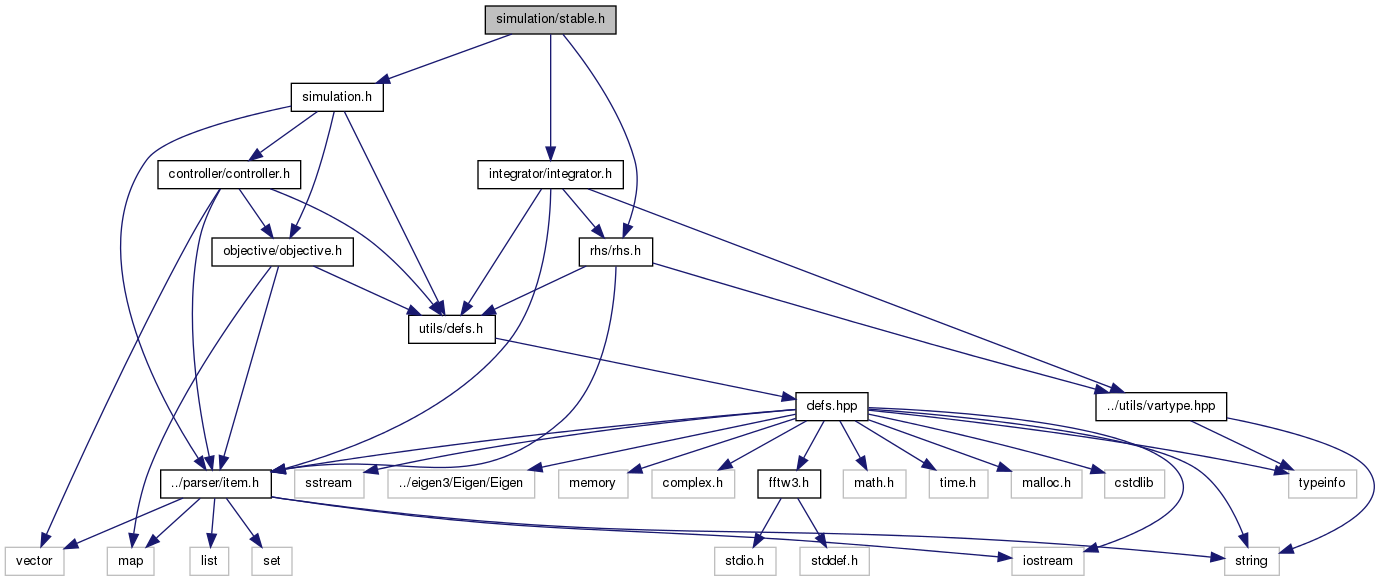 simulation/stable.h
simulation.h
controller/controller.h
integrator/integrator.h
objective/objective.h
rhs/rhs.h
utils/defs.h
defs.hpp
../utils/vartype.hpp
../parser/item.h
sstream
../eigen3/Eigen/Eigen
memory
complex.h
fftw3.h
math.h
time.h
malloc.h
cstdlib
typeinfo
vector
map
list
set
stdio.h
stddef.h
iostream
string